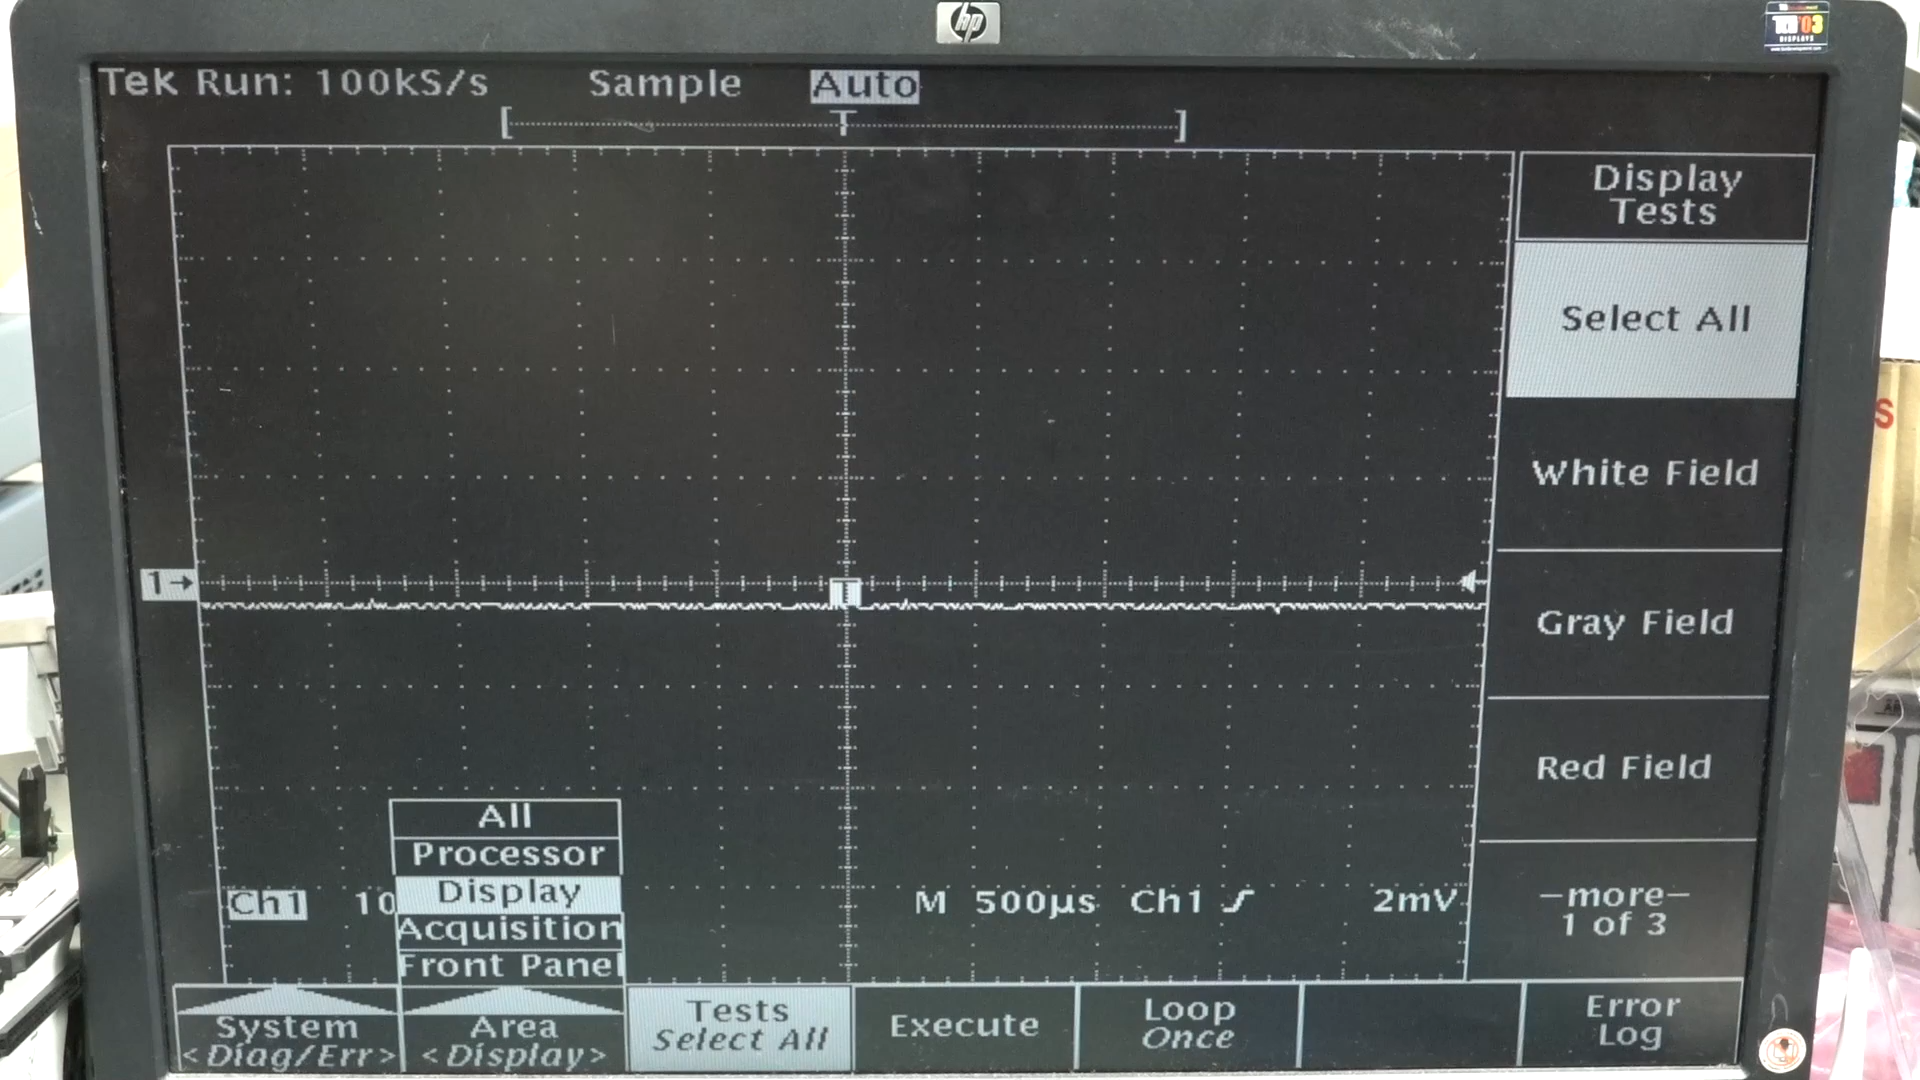 hp
Tek Run: 100kS/s Sample Auto
[ T ]
Display
Tests
Select All
White Field
Gray Field
Red Field
—more—
1 of 3
1→
T
S
All
Processor
Display
Acquisition
Front Panel
Ch1 10 M 500µs Ch1 2mV
System
<Diag/Err>
Area
<Display>
Tests
Select All
Execute
Loop
Once
Error
Log